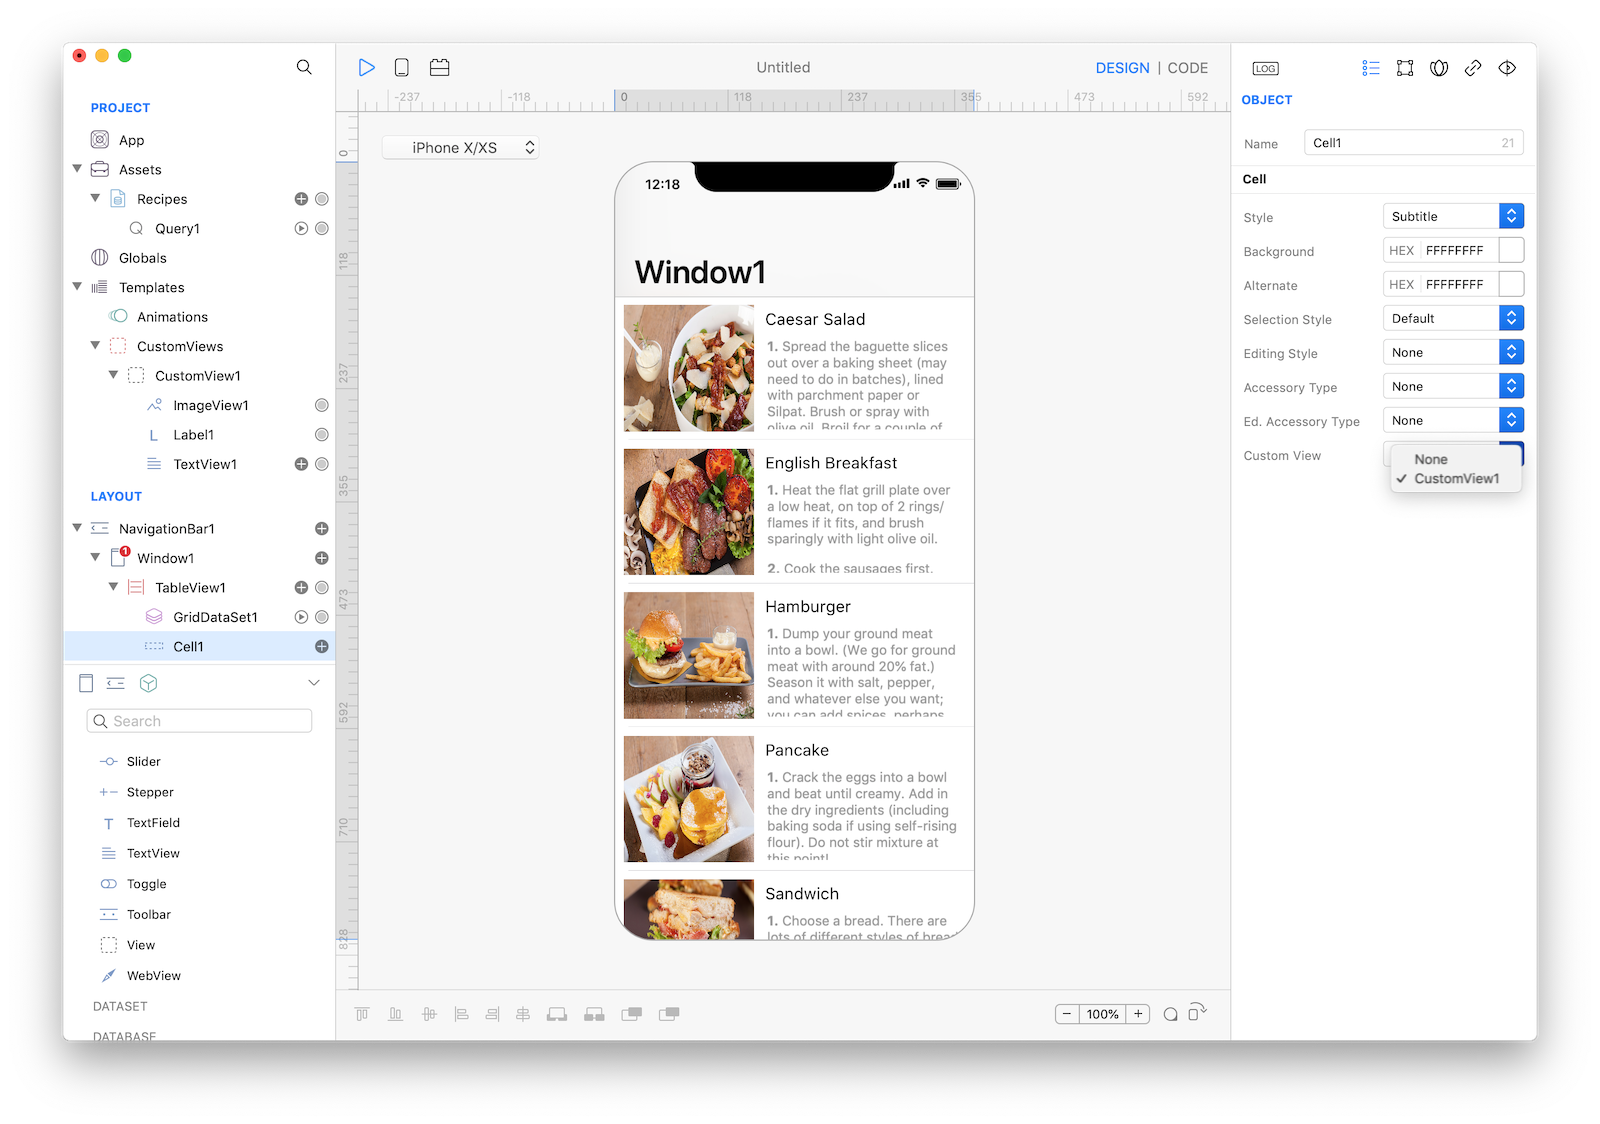 PROJECT
App
Assets
Recipes
Query1
Globals
Templates
Animations
CustomViews
CustomView1
ImageView1
L Label1
TextView1
LAYOUT
NavigationBar1
1
Window1
TableView1
GridDataSet1
Cell1
Search
Slider
Stepper
T TextField
TextView
Toggle
Toolbar
View
WebView
DATASET
DATABASE
Untitled
DESIGN | CODE
-237 -118 0 118 237 355 473 592
0
118
237
355
473
592
710
828
iPhone X/XS
12:18
Window1
Caesar Salad
1. Spread the baguette slices
out over a baking sheet (may
need to do in batches), lined
with parchment paper or
Silpat. Brush or spray with
olive oil. Broil for a couple of
English Breakfast
1. Heat the flat grill plate over
a low heat, on top of 2 rings/
flames if it fits, and brush
sparingly with light olive oil.
2. Cook the sausages first.
Hamburger
1. Dump your ground meat
into a bowl. (We go for ground
meat with around 20% fat.)
Season it with salt, pepper,
and whatever else you want;
you can add spices, perhaps
Pancake
1. Crack the eggs into a bowl
and beat until creamy. Add in
the dry ingredients (including
baking soda if using self-rising
flour). Do not stir mixture at
this point!
Sandwich
1. Choose a bread. There are
lots of different styles of bread
− 100% +
LOG
OBJECT
Name Cell1 21
Cell
Style Subtitle
Background HEX FFFFFFFF
Alternate HEX FFFFFFFF
Selection Style Default
Editing Style None
Accessory Type None
Ed. Accessory Type None
Custom View
None
✓ CustomView1